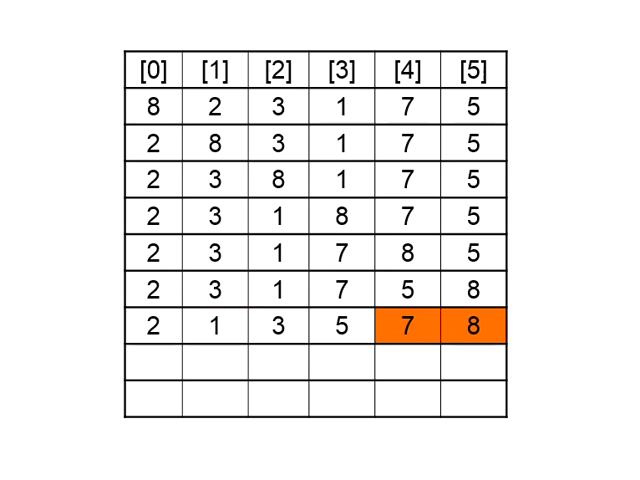 [0] [1] [2] [3] [4] [5]
8 2 3 1 7 5
2 8 3 1 7 5
2 3 8 1 7 5
2 3 1 8 7 5
2 3 1 7 8 5
2 3 1 7 5 8
2 1 3 5 7 8